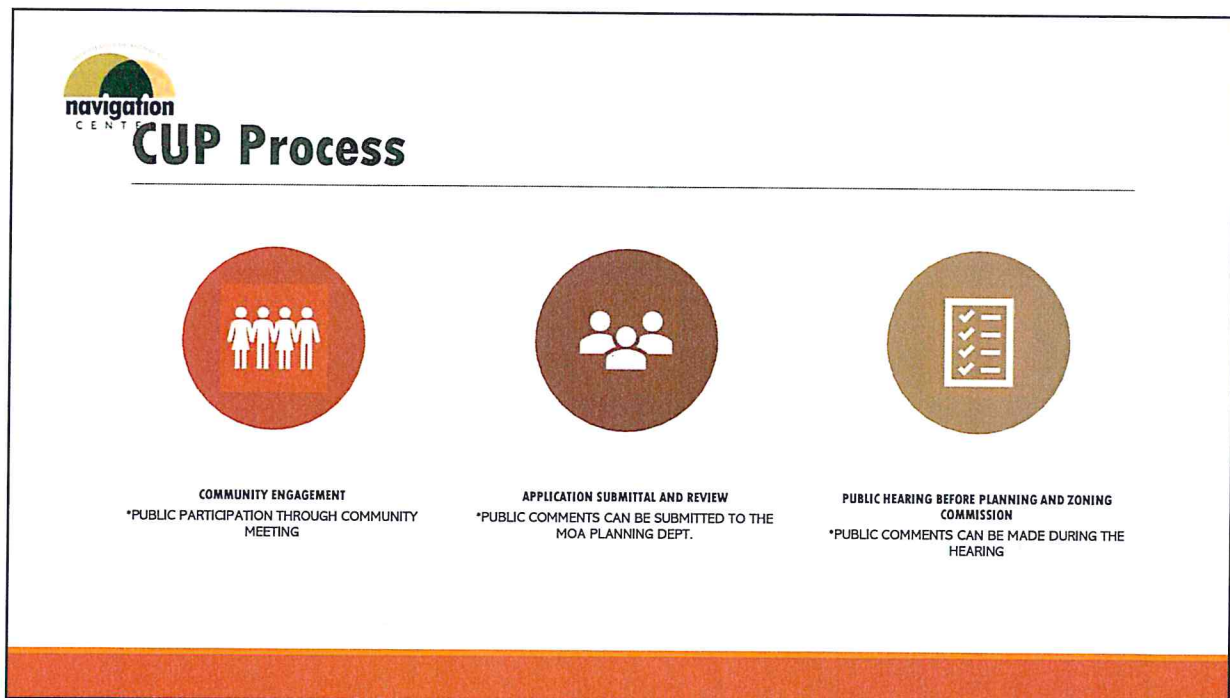 navigation
CENTER
CUP Process
COMMUNITY ENGAGEMENT
*PUBLIC PARTICIPATION THROUGH COMMUNITY
MEETING
APPLICATION SUBMITTAL AND REVIEW
*PUBLIC COMMENTS CAN BE SUBMITTED TO THE
MOA PLANNING DEPT.
PUBLIC HEARING BEFORE PLANNING AND ZONING
COMMISSION
*PUBLIC COMMENTS CAN BE MADE DURING THE
HEARING